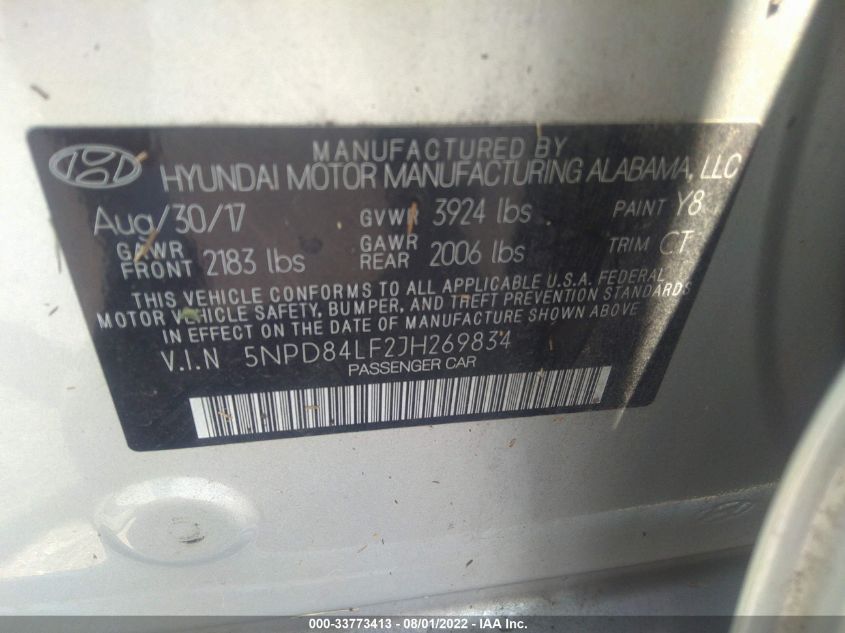 MANUFACTURED BY
HYUNDAI MOTOR MANUFACTURING ALABAMA, LLC
Aug/30/17 GVWR 3924 lbs PAINT Y8
GAWR FRONT 2183 lbs GAWR REAR 2006 lbs TRIM CT
THIS VEHICLE CONFORMS TO ALL APPLICABLE U.S.A. FEDERAL
MOTOR VEHICLE SAFETY, BUMPER, AND THEFT PREVENTION STANDARDS
IN EFFECT ON THE DATE OF MANUFACTURE SHOWN ABOVE
V.I.N 5NPD84LF2JH269834
PASSENGER CAR
000-33773413 - 08/01/2022 - IAA Inc.